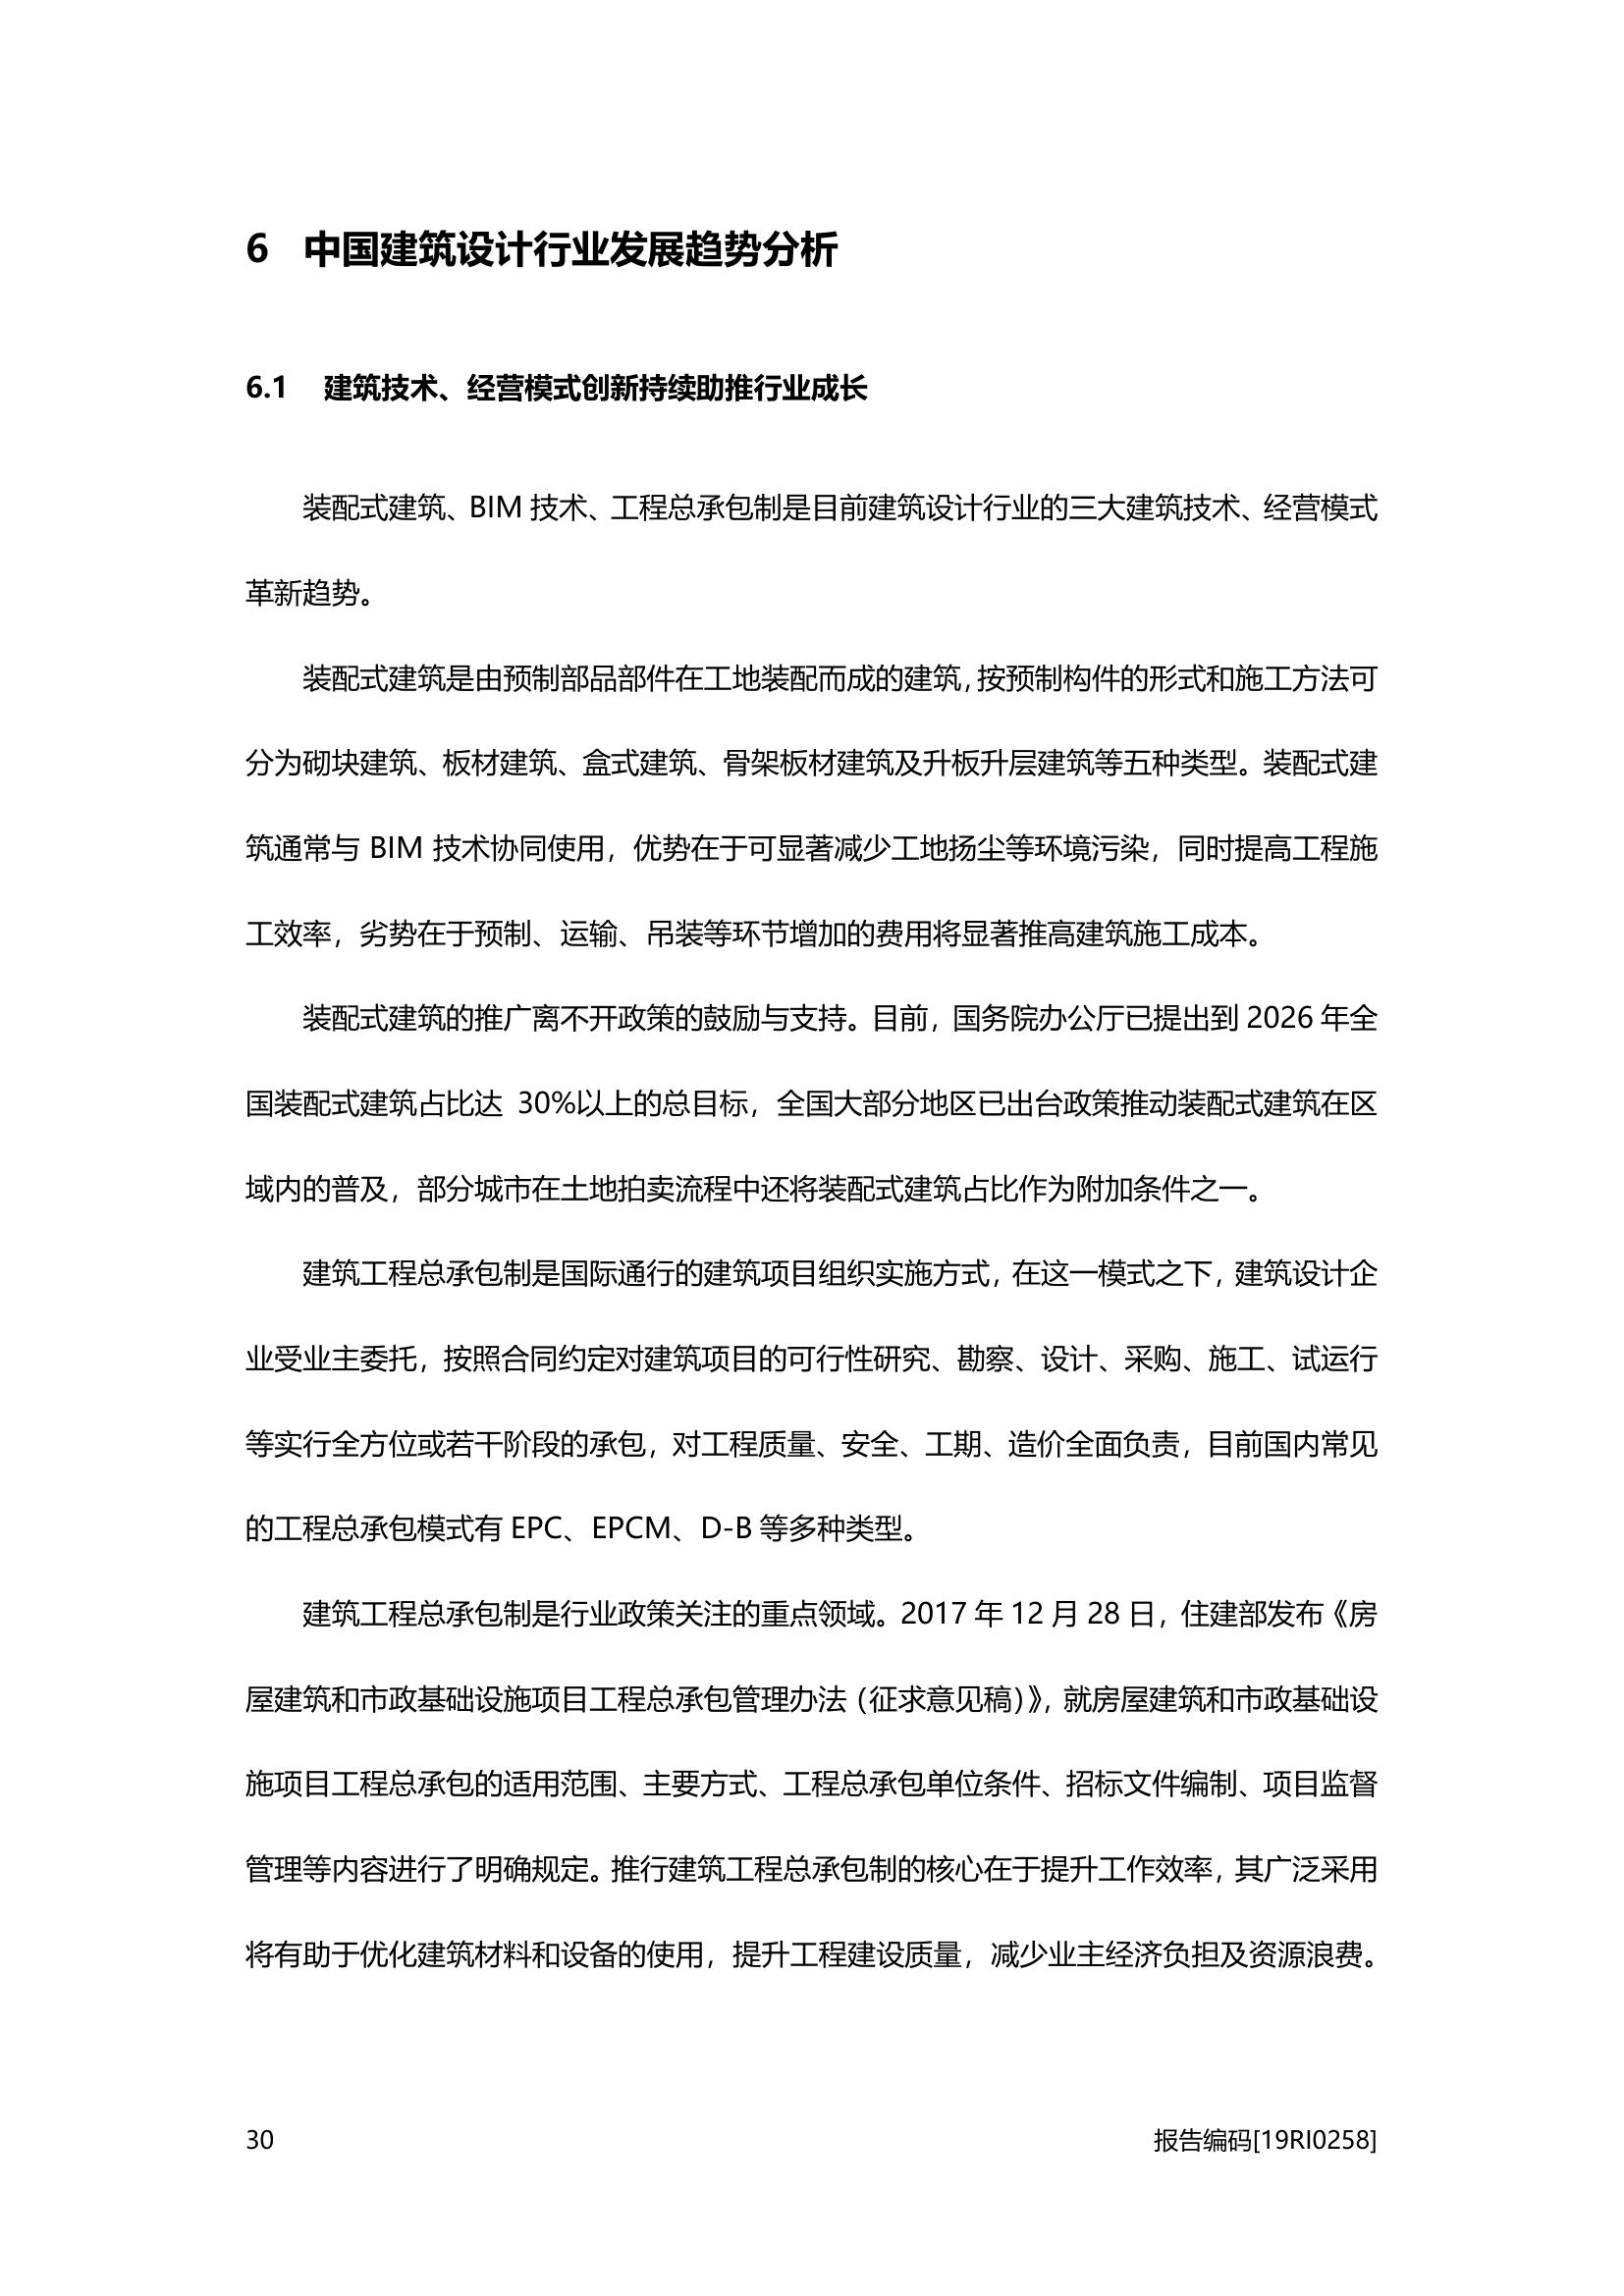 6 中国建筑设计行业发展趋势分析
6.1 建筑技术、经营模式创新持续助推行业成长
装配式建筑、BIM 技术、工程总承包制是目前建筑设计行业的三大建筑技术、经营模式
革新趋势。
装配式建筑是由预制部品部件在工地装配而成的建筑，按预制构件的形式和施工方法可
分为砌块建筑、板材建筑、盒式建筑、骨架板材建筑及升板升层建筑等五种类型。装配式建
筑通常与 BIM 技术协同使用，优势在于可显著减少工地扬尘等环境污染，同时提高工程施
工效率，劣势在于预制、运输、吊装等环节增加的费用将显著推高建筑施工成本。
装配式建筑的推广离不开政策的鼓励与支持。目前，国务院办公厅已提出到 2026 年全
国装配式建筑占比达 30%以上的总目标，全国大部分地区已出台政策推动装配式建筑在区
域内的普及，部分城市在土地拍卖流程中还将装配式建筑占比作为附加条件之一。
建筑工程总承包制是国际通行的建筑项目组织实施方式，在这一模式之下，建筑设计企
业受业主委托，按照合同约定对建筑项目的可行性研究、勘察、设计、采购、施工、试运行
等实行全方位或若干阶段的承包，对工程质量、安全、工期、造价全面负责，目前国内常见
的工程总承包模式有 EPC、EPCM、D-B 等多种类型。
建筑工程总承包制是行业政策关注的重点领域。2017 年 12 月 28 日，住建部发布《房
屋建筑和市政基础设施项目工程总承包管理办法（征求意见稿）》，就房屋建筑和市政基础设
施项目工程总承包的适用范围、主要方式、工程总承包单位条件、招标文件编制、项目监督
管理等内容进行了明确规定。推行建筑工程总承包制的核心在于提升工作效率，其广泛采用
将有助于优化建筑材料和设备的使用，提升工程建设质量，减少业主经济负担及资源浪费。
30 报告编码[19RI0258]